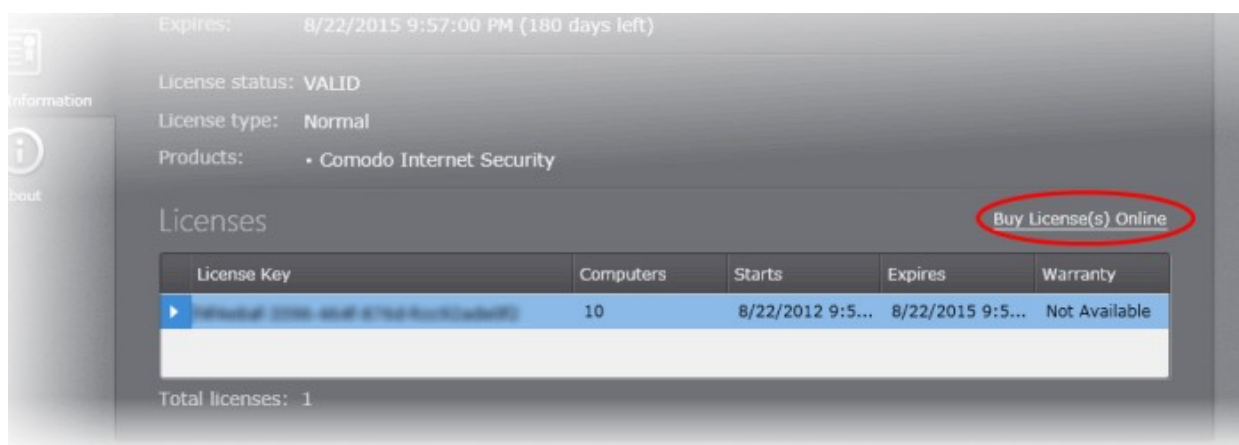 Expires: 8/22/2015 9:57:00 PM (180 days left)
License status: VALID
Information
License type: Normal
Products: • Comodo Internet Security
Licenses
Buy License(s) Online
License Key Computers Starts Expires Warranty
10 8/22/2012 9:5... 8/22/2015 9:5... Not Available
Total licenses: 1